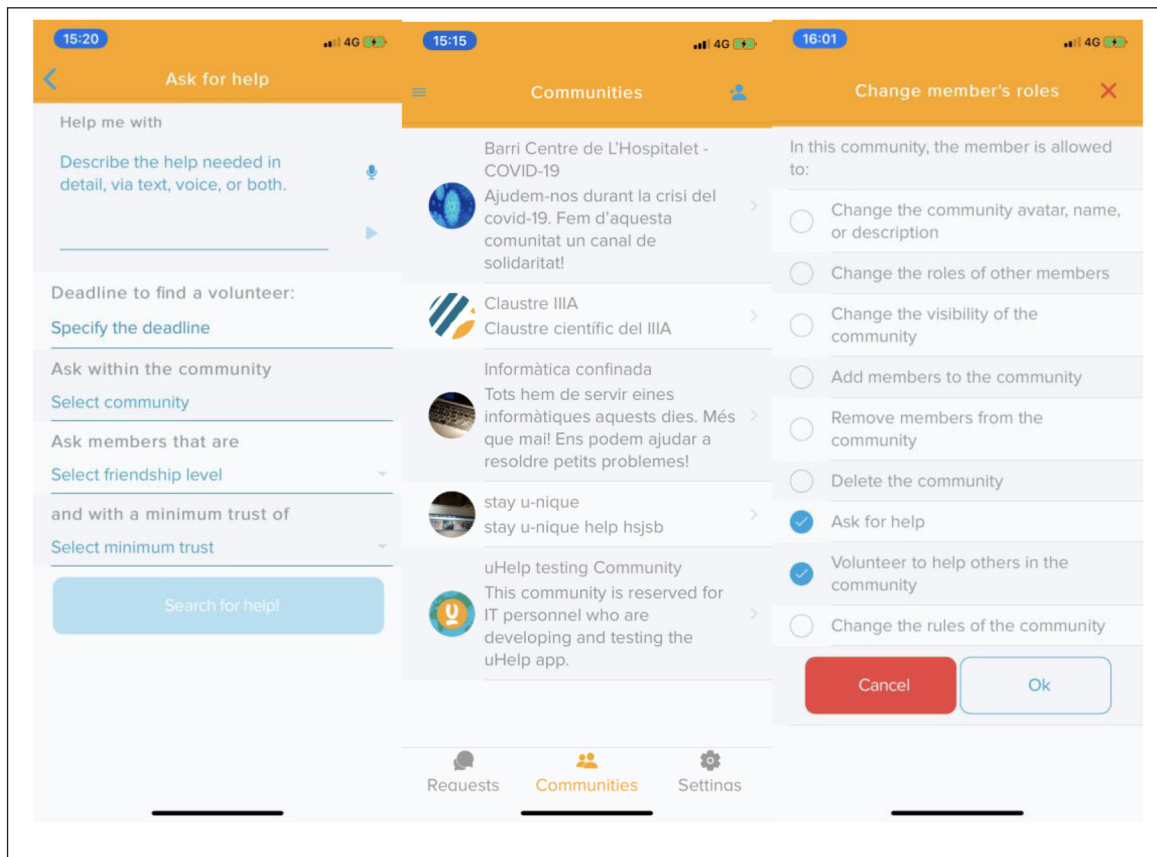 15:20
4G
Ask for help
Help me with
Describe the help needed in
detail, via text, voice, or both.
Deadline to find a volunteer:
Specify the deadline
Ask within the community
Select community
Ask members that are
Select friendship level
and with a minimum trust of
Select minimum trust
Search for help!
15:15
4G
Communities
Barri Centre de L'Hospitalet -
COVID-19
Ajudem-nos durant la crisi del
covid-19. Fem d'aquesta
comunitat un canal de
solidaritat!
Claustre IIIA
Claustre científic del IIIA
Informàtica confinada
Tots hem de servir eines
informàtiques aquests dies. Més
que mai! Ens podem ajudar a
resoldre petits problemes!
stay u-nique
stay u-nique help hsjsb
uHelp testing Community
This community is reserved for
IT personnel who are
developing and testing the
uHelp app.
Requests
Communities
Settings
16:01
4G
Change member's roles
In this community, the member is allowed
to:
Change the community avatar, name,
or description
Change the roles of other members
Change the visibility of the
community
Add members to the community
Remove members from the
community
Delete the community
Ask for help
Volunteer to help others in the
community
Change the rules of the community
Cancel
Ok